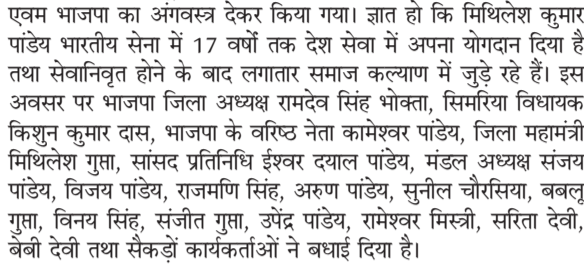 एवम भाजपा का अंगवस्त्र देकर किया गया। ज्ञात हो कि मिथिलेश कुमार
पांडेय भारतीय सेना में 17 वर्षों तक देश सेवा में अपना योगदान दिया है
तथा सेवानिवृत होने के बाद लगातार समाज कल्याण में जुड़े रहे हैं। इस
अवसर पर भाजपा जिला अध्यक्ष रामदेव सिंह भोक्ता, सिमरिया विधायक
किशुन कुमार दास, भाजपा के वरिष्ठ नेता कामेश्वर पांडेय, जिला महामंत्री
मिथिलेश गुप्ता, सांसद प्रतिनिधि ईश्वर दयाल पांडेय, मंडल अध्यक्ष संजय
पांडेय, विजय पांडेय, राजमणि सिंह, अरुण पांडेय, सुनील चौरसिया, बबलू
गुप्ता, विनय सिंह, संजीत गुप्ता, उपेंद्र पांडेय, रामेश्वर मिस्त्री, सरिता देवी,
बेबी देवी तथा सैकड़ों कार्यकर्ताओं ने बधाई दिया है।